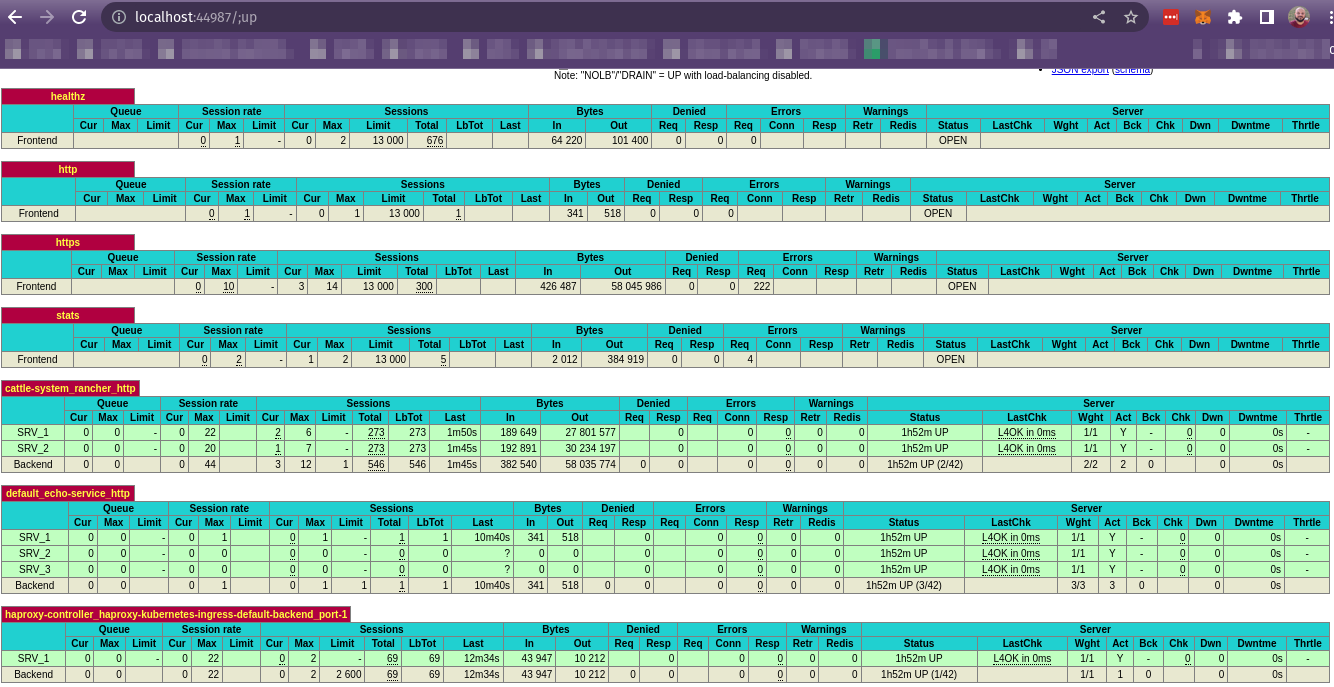 localhost:44987/;up
Note: "NOLB"/"DRAIN" = UP with load-balancing disabled.
JSON export (schema)
healthz
Queue Session rate Sessions Bytes Denied Errors Warnings Server
Cur Max Limit Cur Max Limit Cur Max Limit Total LbTot Last In Out Req Resp Req Conn Resp Retr Redis Status LastChk Wght Act Bck Chk Dwn Dwntme Thrtle
Frontend 0 1 - 0 2 13 000 676 64 220 101 400 0 0 0 OPEN
http
Queue Session rate Sessions Bytes Denied Errors Warnings Server
Cur Max Limit Cur Max Limit Cur Max Limit Total LbTot Last In Out Req Resp Req Conn Resp Retr Redis Status LastChk Wght Act Bck Chk Dwn Dwntme Thrtle
Frontend 0 1 - 0 1 13 000 1 341 518 0 0 0 OPEN
https
Queue Session rate Sessions Bytes Denied Errors Warnings Server
Cur Max Limit Cur Max Limit Cur Max Limit Total LbTot Last In Out Req Resp Req Conn Resp Retr Redis Status LastChk Wght Act Bck Chk Dwn Dwntme Thrtle
Frontend 0 10 - 3 14 13 000 300 426 487 58 045 986 0 0 222 OPEN
stats
Queue Session rate Sessions Bytes Denied Errors Warnings Server
Cur Max Limit Cur Max Limit Cur Max Limit Total LbTot Last In Out Req Resp Req Conn Resp Retr Redis Status LastChk Wght Act Bck Chk Dwn Dwntme Thrtle
Frontend 0 2 - 1 2 13 000 5 2 012 384 919 0 0 4 OPEN
cattle-system_rancher_http
Queue Session rate Sessions Bytes Denied Errors Warnings Server
Cur Max Limit Cur Max Limit Cur Max Limit Total LbTot Last In Out Req Resp Req Conn Resp Retr Redis Status LastChk Wght Act Bck Chk Dwn Dwntme Thrtle
SRV_1 0 0 - 0 22 2 6 - 273 273 1m50s 189 649 27 801 577 0 0 0 0 0 1h52m UP L4OK in 0ms 1/1 Y - 0 0 0s -
SRV_2 0 0 - 0 20 1 7 - 273 273 1m45s 192 891 30 234 197 0 0 0 0 0 1h52m UP L4OK in 0ms 1/1 Y - 0 0 0s -
Backend 0 0 0 44 3 12 1 546 546 1m45s 382 540 58 035 774 0 0 0 0 0 0 1h52m UP (2/42) 2/2 2 0 0 0s
default_echo-service_http
Queue Session rate Sessions Bytes Denied Errors Warnings Server
Cur Max Limit Cur Max Limit Cur Max Limit Total LbTot Last In Out Req Resp Req Conn Resp Retr Redis Status LastChk Wght Act Bck Chk Dwn Dwntme Thrtle
SRV_1 0 0 - 0 1 0 1 - 1 1 10m40s 341 518 0 0 0 0 0 1h52m UP L4OK in 0ms 1/1 Y - 0 0 0s -
SRV_2 0 0 - 0 0 0 0 - 0 0 ? 0 0 0 0 0 0 0 1h52m UP L4OK in 0ms 1/1 Y - 0 0 0s -
SRV_3 0 0 - 0 0 0 0 - 0 0 ? 0 0 0 0 0 0 0 1h52m UP L4OK in 0ms 1/1 Y - 0 0 0s -
Backend 0 0 0 1 0 1 1 1 1 10m40s 341 518 0 0 0 0 0 0 1h52m UP (3/42) 3/3 3 0 0 0s
haproxy-controller_haproxy-kubernetes-ingress-default-backend_port-1
Queue Session rate Sessions Bytes Denied Errors Warnings Server
Cur Max Limit Cur Max Limit Cur Max Limit Total LbTot Last In Out Req Resp Req Conn Resp Retr Redis Status LastChk Wght Act Bck Chk Dwn Dwntme Thrtle
SRV_1 0 0 - 0 22 0 2 - 69 69 12m34s 43 947 10 212 0 0 0 0 0 1h52m UP L4OK in 0ms 1/1 Y - 0 0 0s -
Backend 0 0 0 22 0 2 2 600 69 69 12m34s 43 947 10 212 0 0 0 0 0 0 1h52m UP (1/42) 1/1 1 0 0 0s